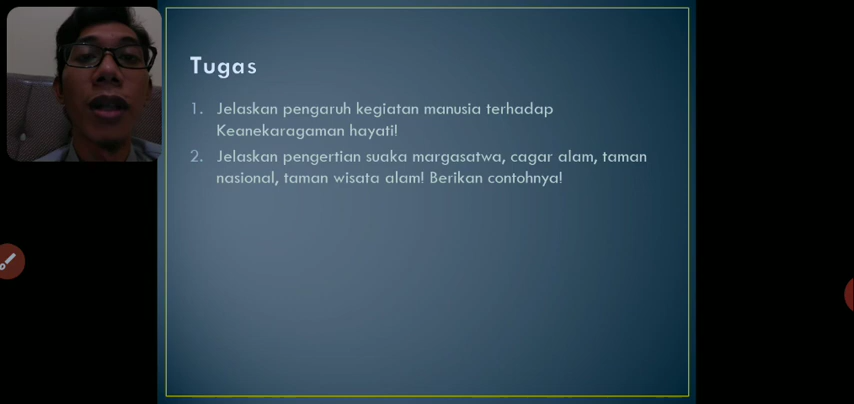 Tugas
1. Jelaskan pengaruh kegiatan manusia terhadap
Keanekaragaman hayati!
2. Jelaskan pengertian suaka margasatwa, cagar alam, taman
nasional, taman wisata alam! Berikan contohnya!